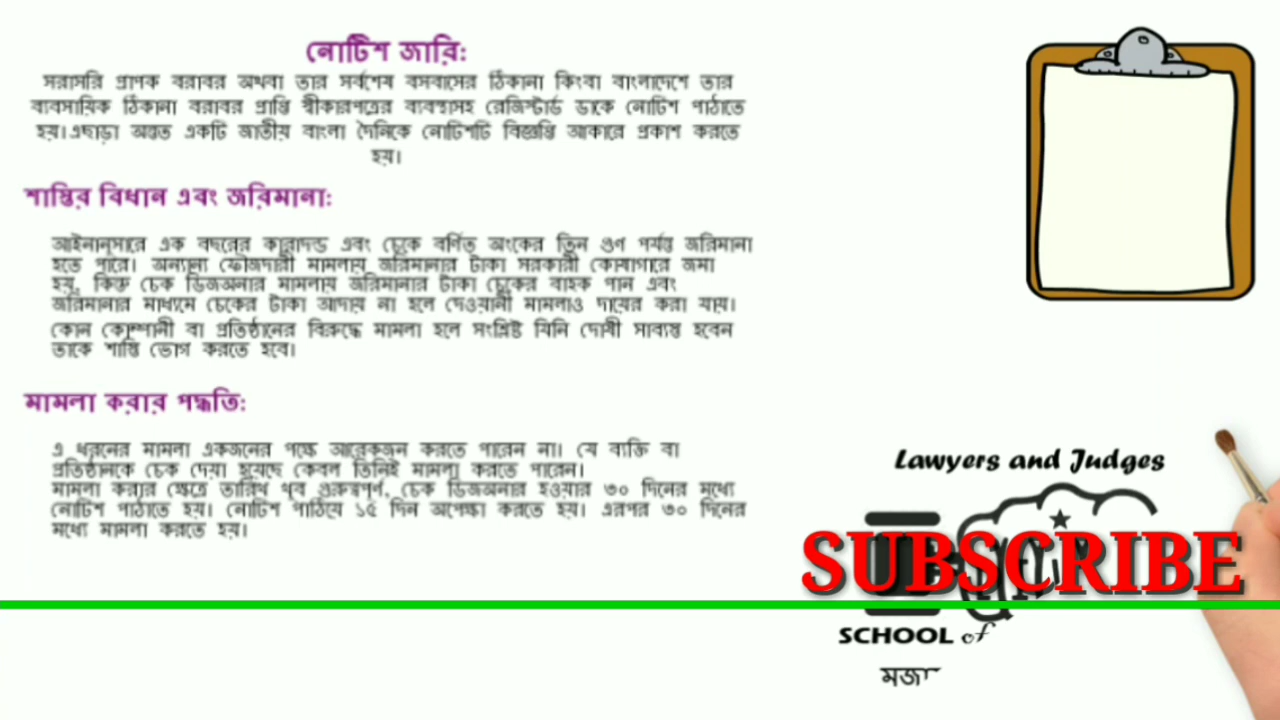 নোটিশ জারি:
সরাসরি প্রাপক বরাবর অথবা তার সর্বশেষ বসবাসের ঠিকানা কিংবা বাংলাদেশে তার
ব্যবসায়িক ঠিকানা বরাবর প্রাপ্তি স্বীকারপত্রের ব্যবস্থাসহ রেজিস্টার্ড ডাকে নোটিশ পাঠাতে
হয়।এছাড়া অন্তত একটি জাতীয় বাংলা দৈনিকে নোটিশটি বিজ্ঞপ্তি আকারে প্রকাশ করতে
হয়।
শাস্তির বিধান এবং জরিমানা:
আইনানুসারে এক বছরের কারাদন্ড এবং চেকে বর্ণিত অংকের তিন গুণ পর্যন্ত জরিমানা
হতে পারে। অন্যান্য ফৌজদারী মামলায় জরিমানার টাকা সরকারী কোষাগারে জমা
হয়, কিন্তু চেক ডিজঅনার মামলায় জরিমানার টাকা চেকের বাহক পান এবং
জরিমানার মাধ্যমে চেকের টাকা আদায় না হলে দেওয়ানী মামলাও দায়ের করা যায়।
কোন কোম্পানী বা প্রতিষ্ঠানের বিরুদ্ধে মামলা হলে সংশ্লিষ্ট যিনি দোষী সাব্যস্ত হবেন
তাকে শাস্তি ভোগ করতে হবে।
মামলা করার পদ্ধতি:
এ ধরনের মামলা একজনের পক্ষে আরেকজন করতে পারেন না। যে ব্যক্তি বা
প্রতিষ্ঠানকে চেক দেয়া হয়েছে কেবল তিনিই মামলা করতে পারেন।
মামলা করার ক্ষেত্রে তারিখ খুব গুরুত্বপূর্ণ, চেক ডিজঅনার হওয়ার ৩০ দিনের মধ্যে
নোটিশ পাঠাতে হয়। নোটিশ পাঠিয়ে ১৫ দিন অপেক্ষা করতে হয়। এরপর ৩০ দিনের
মধ্যে মামলা করতে হয়।
Lawyers and Judges
SUBSCRIBE
SCHOOL of